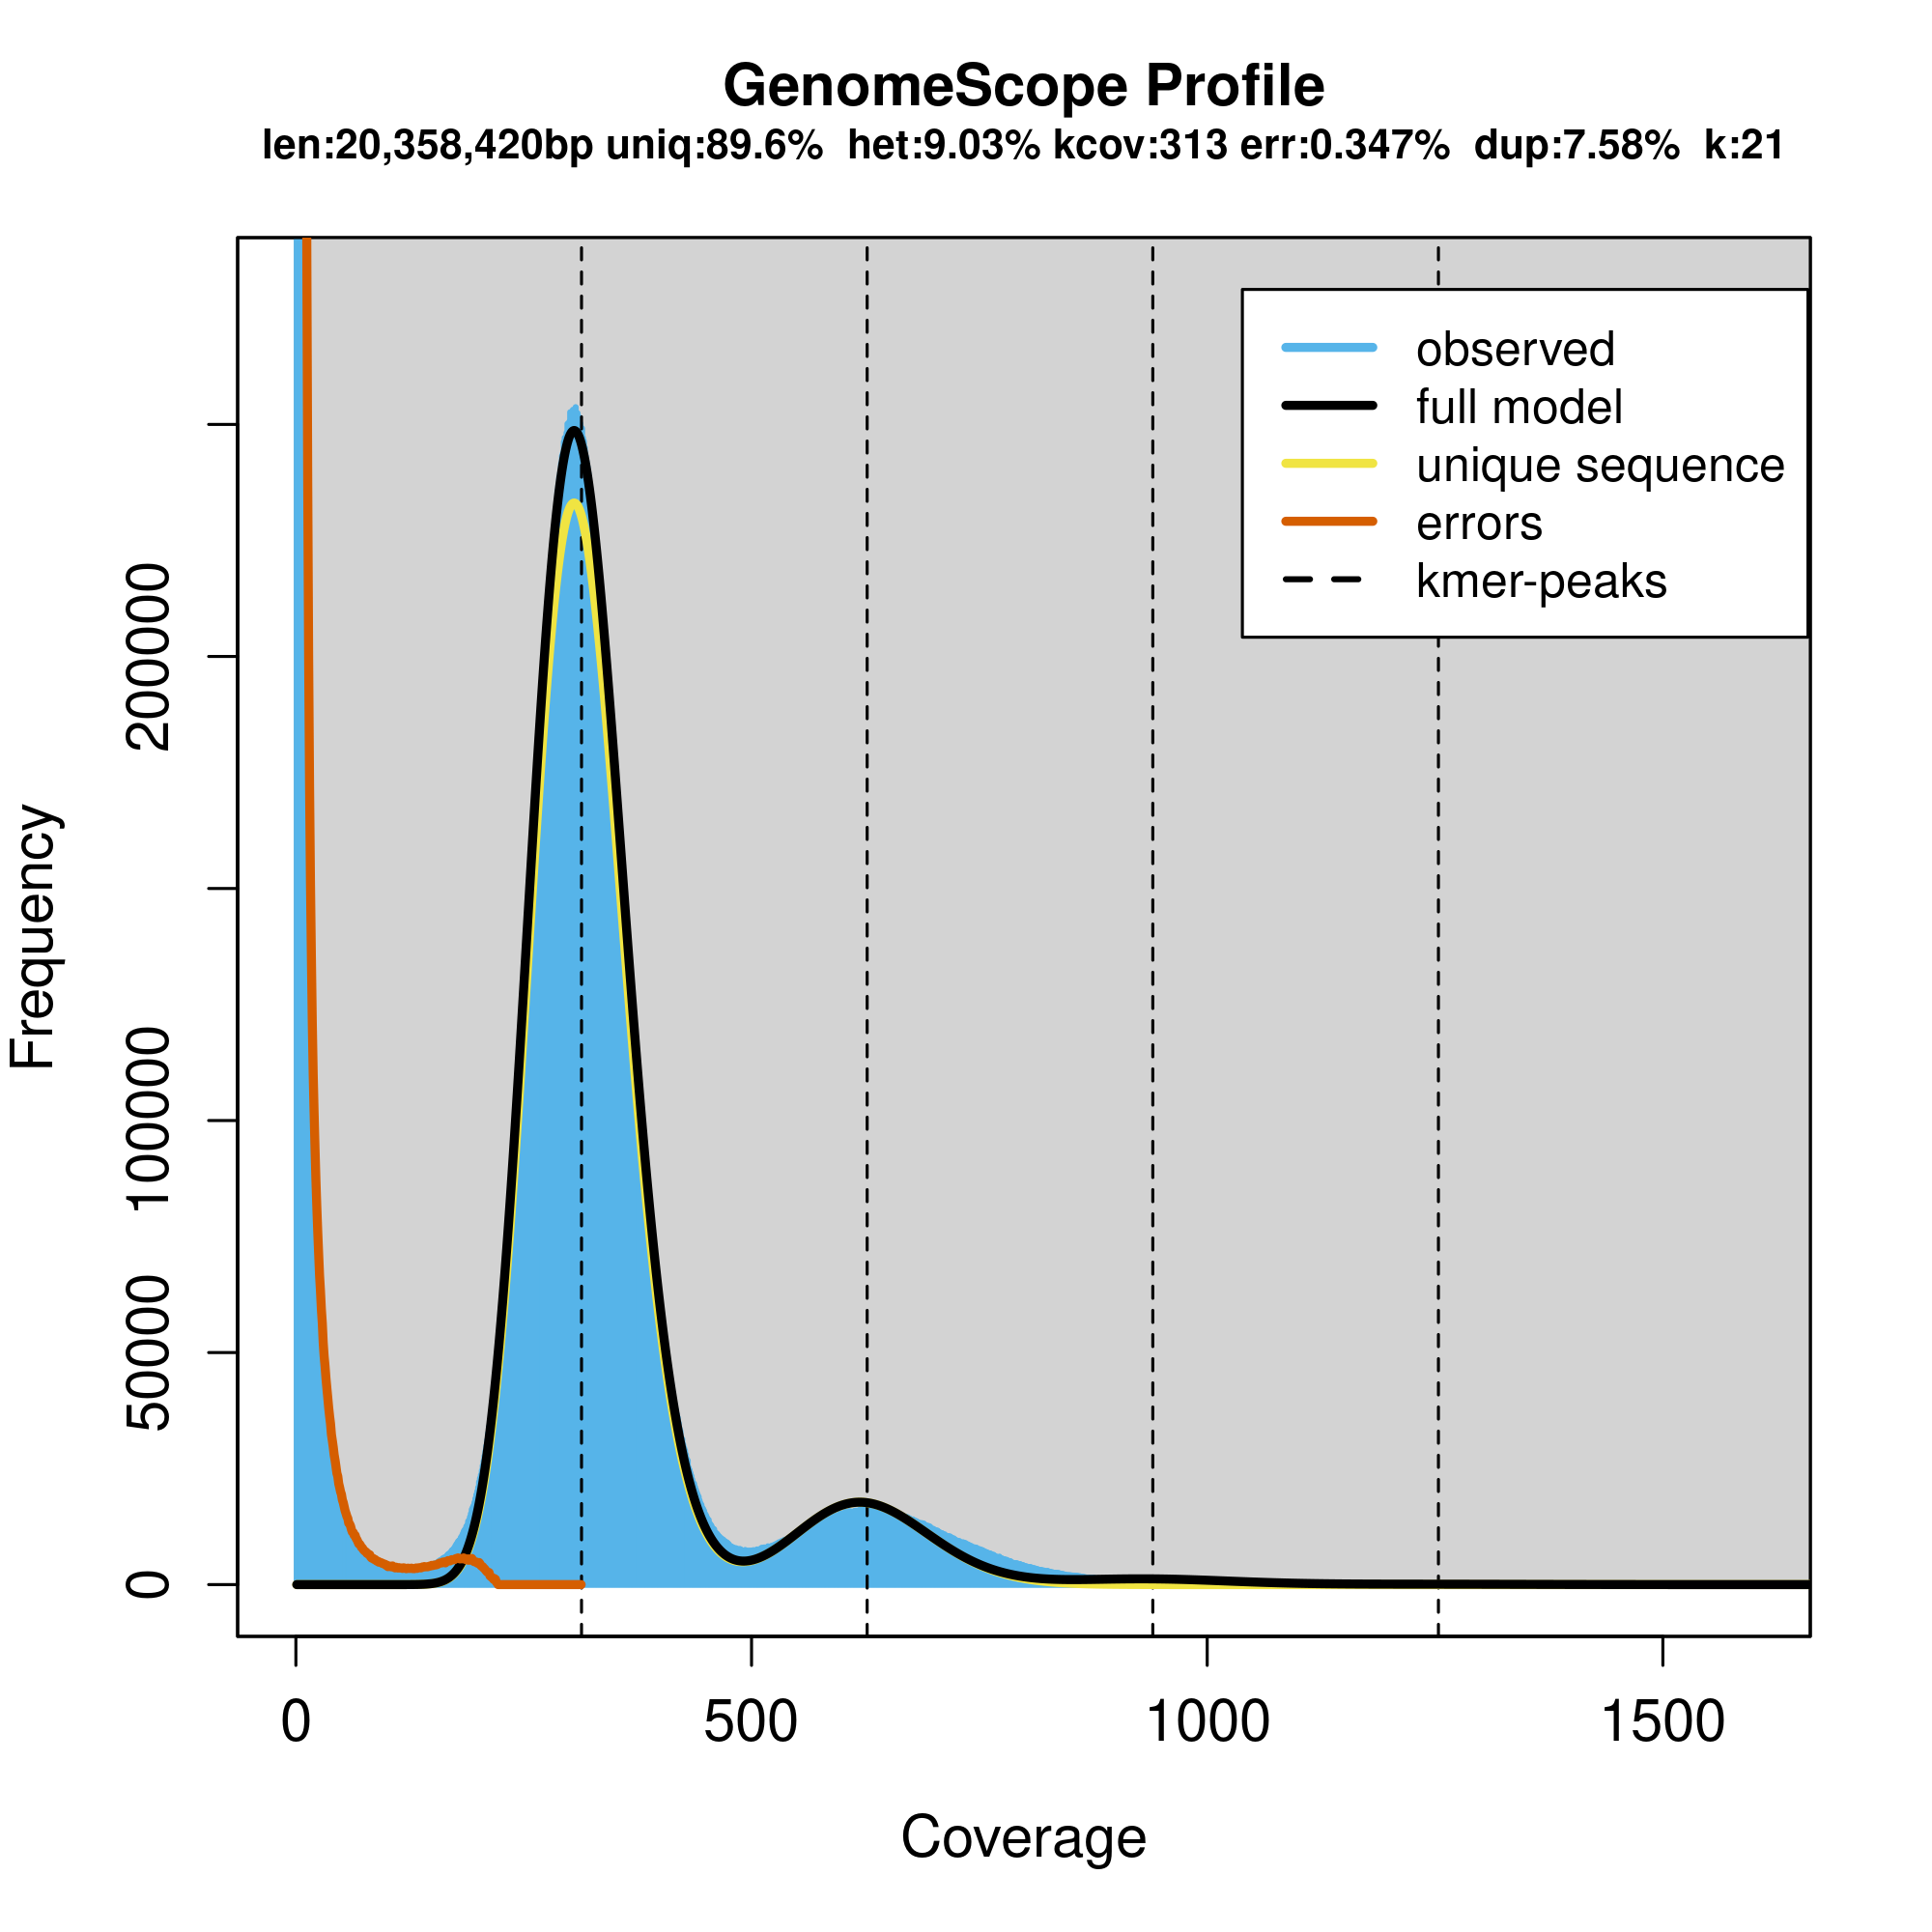 GenomeScope Profile
len:20,358,420bp uniq:89.6% het:9.03% kcov:313 err:0.347% dup:7.58% k:21
observed
full model
unique sequence
errors
kmer-peaks
Frequency
200000
100000
50000
0
0 500 1000 1500
Coverage